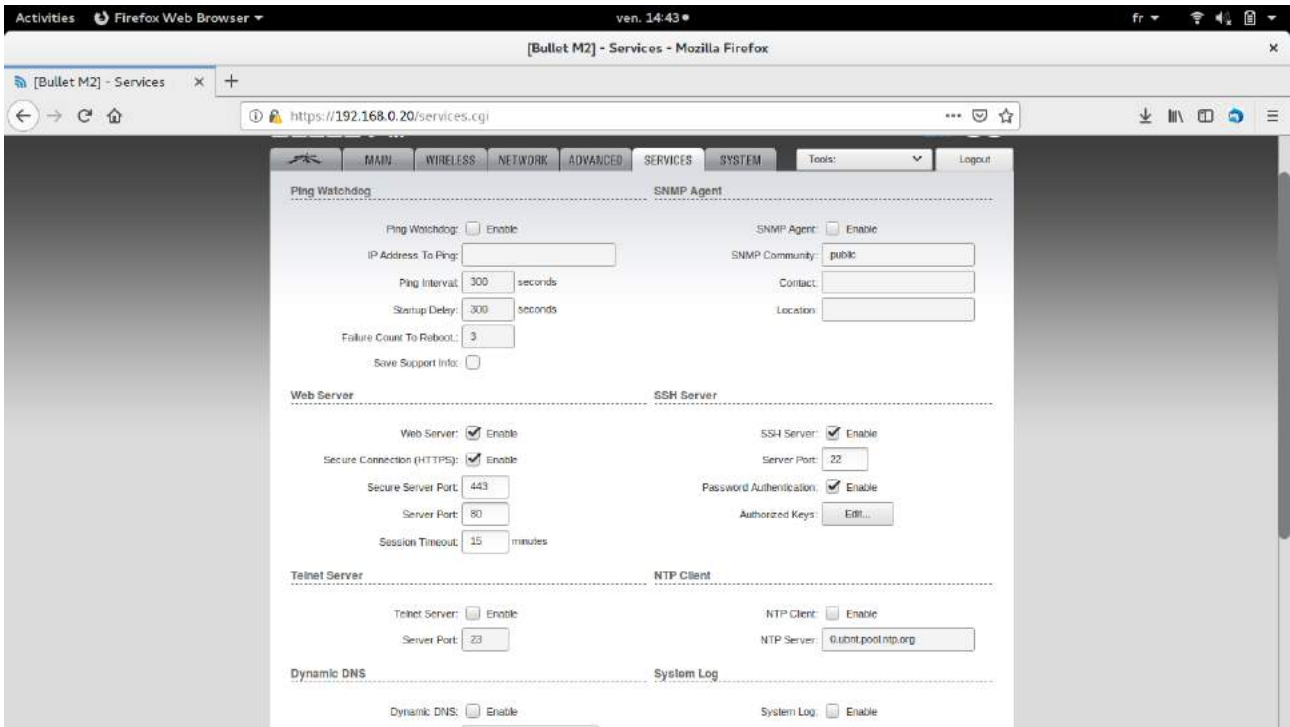 Activities Firefox Web Browser ven. 14:43 fr
[Bullet M2] - Services - Mozilla Firefox
[Bullet M2] - Services
https://192.168.0.20/services.cgi
MAIN WIRELESS NETWORK ADVANCED SERVICES SYSTEM Tools: Logout
Ping Watchdog SNMP Agent
Ping Watchdog: Enable SNMP Agent: Enable
IP Address To Ping: SNMP Community: public
Ping Interval: 300 seconds Contact:
Startup Delay: 300 seconds Location:
Failure Count To Reboot.: 3
Save Support Info:
Web Server SSH Server
Web Server: Enable SSH Server: Enable
Secure Connection (HTTPS): Enable Server Port: 22
Secure Server Port: 443 Password Authentication: Enable
Server Port: 80 Authorized Keys: Edit...
Session Timeout: 15 minutes
Telnet Server NTP Client
Telnet Server: Enable NTP Client: Enable
Server Port: 23 NTP Server: 0.ubnt.pool.ntp.org
Dynamic DNS System Log
Dynamic DNS: Enable System Log: Enable